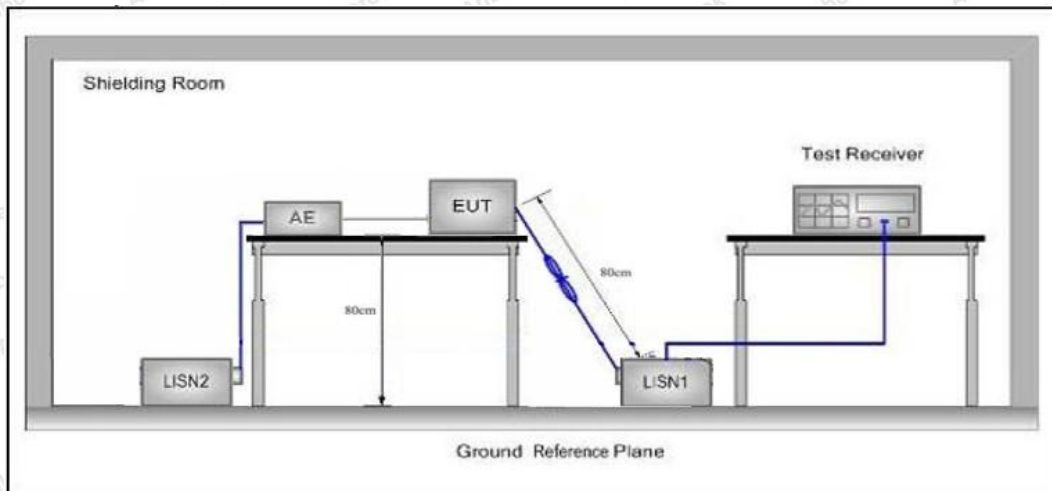 Shielding Room
Test Receiver
EUT
AE
80cm
80cm
LISN2
LISN1
Ground Reference Plane